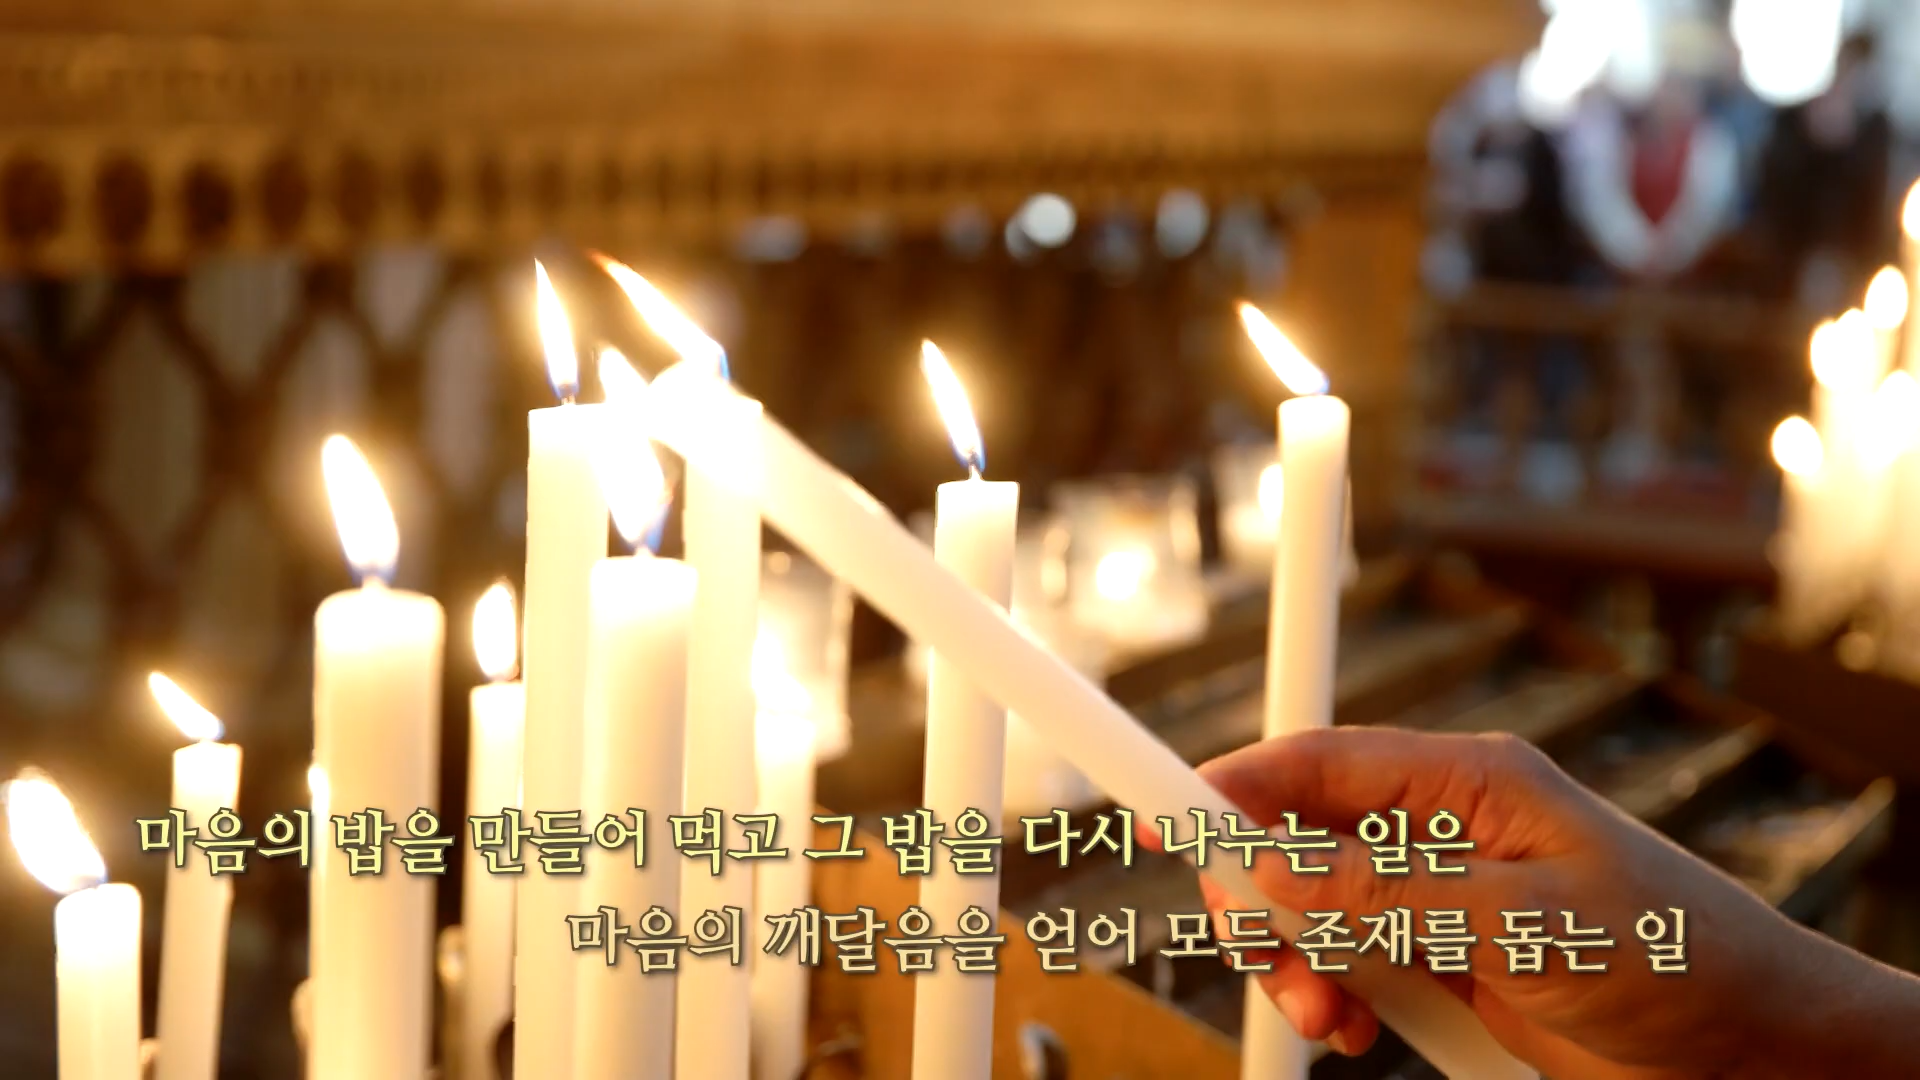 마음의 밥을 만들어 먹고 그 밥을 다시 나누는 일은
마음의 깨달음을 얻어 모든 존재를 돕는 일